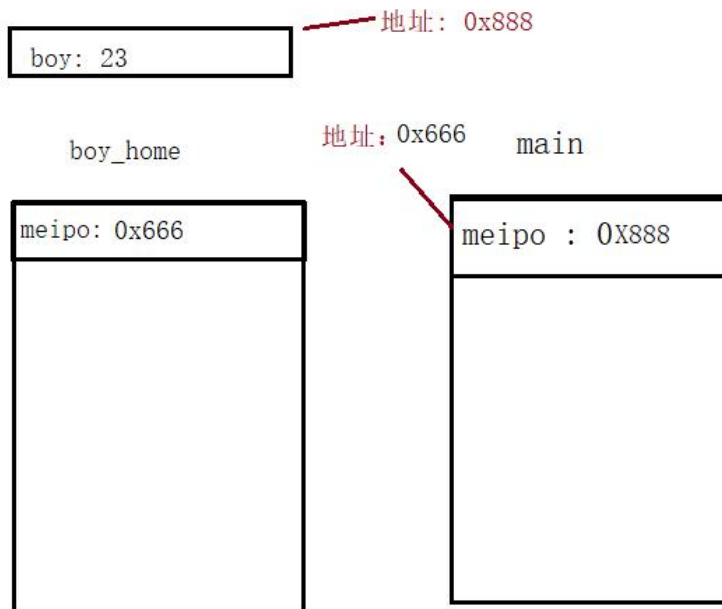 地址: 0x888
boy: 23
地址: 0x666
main
boy_home
meipo: 0x666
meipo : 0X888